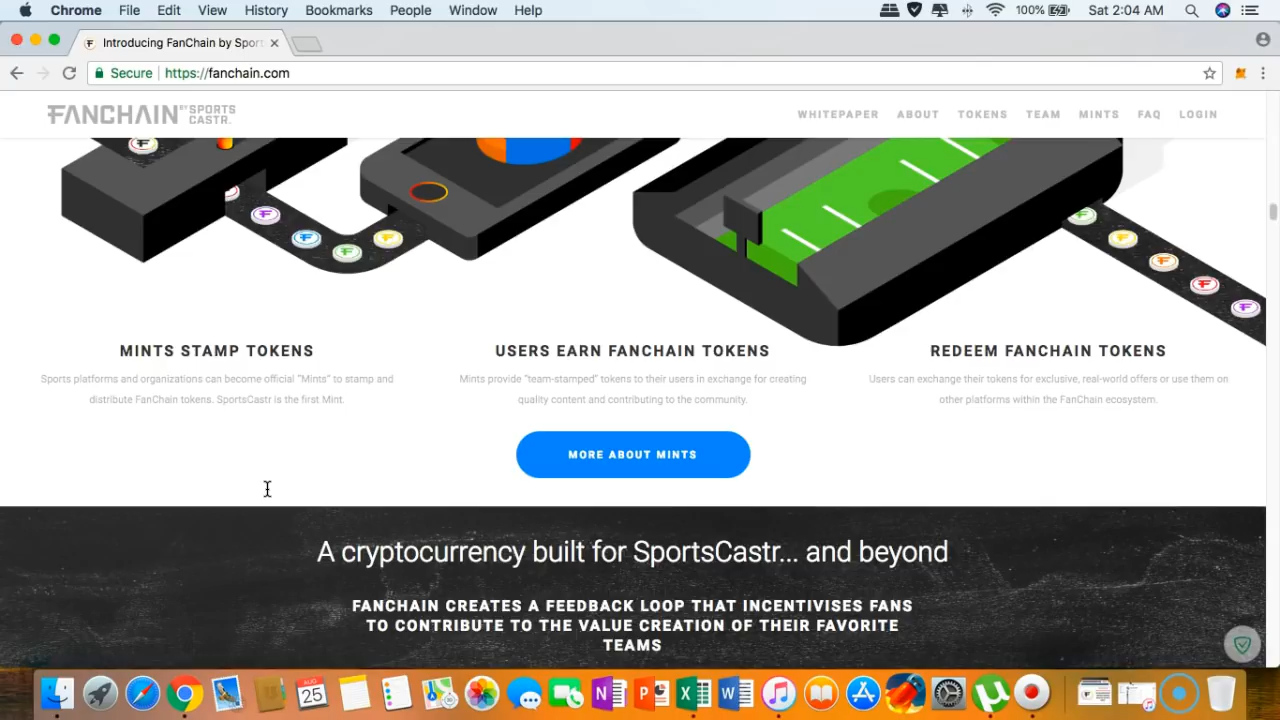 Chrome File Edit View History Bookmarks People Window Help 100% Sat 2:04 AM
Introducing FanChain by Sport
Secure https://fanchain.com
FANCHAIN BY SPORTS CASTR. WHITEPAPER ABOUT TOKENS TEAM MINTS FAQ LOGIN
MINTS STAMP TOKENS
Sports platforms and organizations can become official "Mints" to stamp and
distribute FanChain tokens. SportsCastr is the first Mint.
USERS EARN FANCHAIN TOKENS
Mints provide "team-stamped" tokens to their users in exchange for creating
quality content and contributing to the community.
REDEEM FANCHAIN TOKENS
Users can exchange their tokens for exclusive, real-world offers or use them on
other platforms within the FanChain ecosystem.
MORE ABOUT MINTS
A cryptocurrency built for SportsCastr... and beyond
FANCHAIN CREATES A FEEDBACK LOOP THAT INCENTIVISES FANS
TO CONTRIBUTE TO THE VALUE CREATION OF THEIR FAVORITE
TEAMS
AUG
25